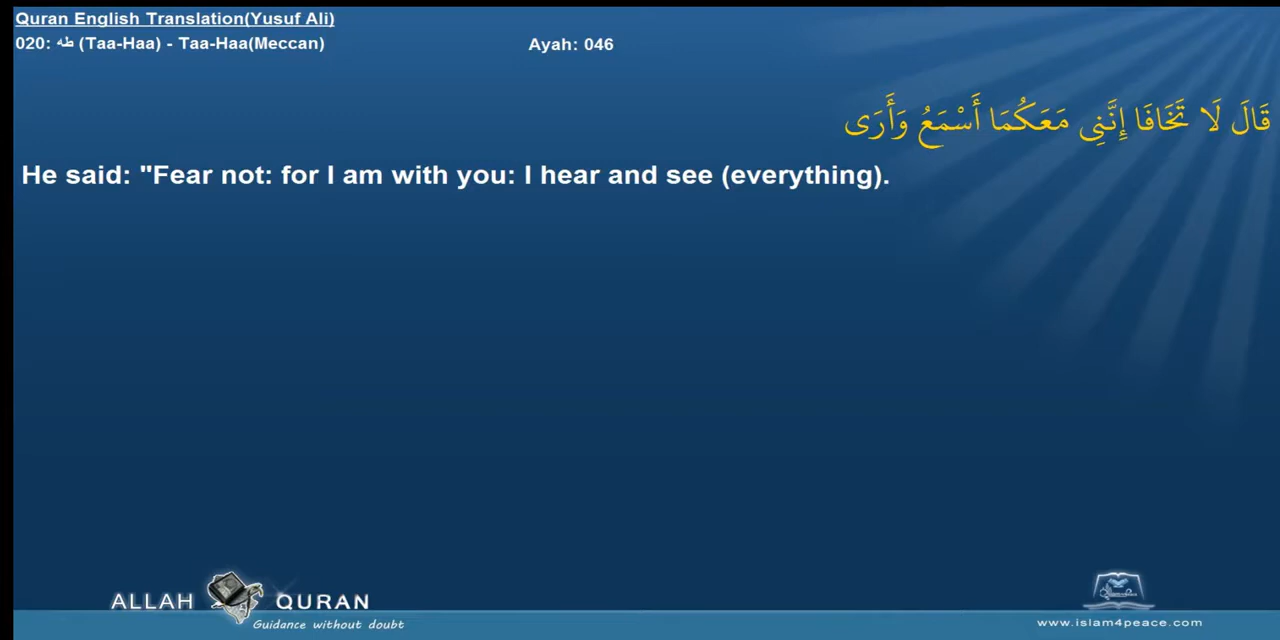 Quran English Translation(Yusuf Ali)
020: طه (Taa-Haa) - Taa-Haa(Meccan)
Ayah: 046
قَالَ لَا تَخَافَا إِنَّنِي مَعَكُمَا أَسْمَعُ وَأَرَى
He said: "Fear not: for I am with you: I hear and see (everything).
ALLAH QURAN
Guidance without doubt
www.islam4peace.com